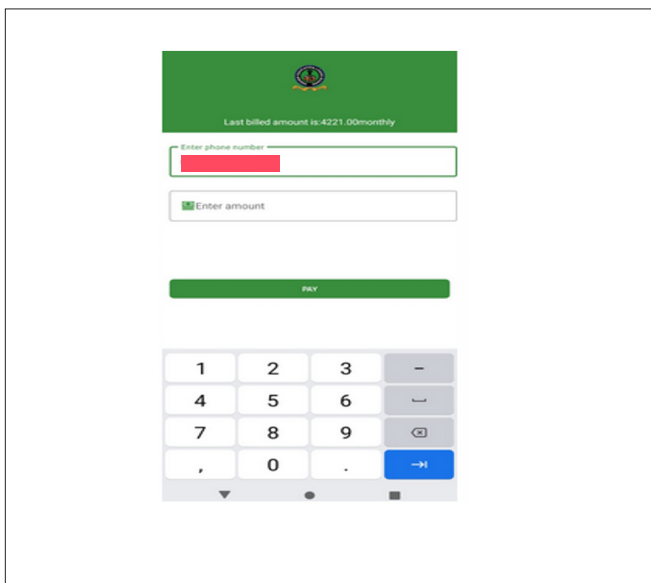 Last billed amount is:4221.00monthly
Enter phone number
Enter amount
PAY
1 2 3 -
4 5 6
7 8 9
, 0 .